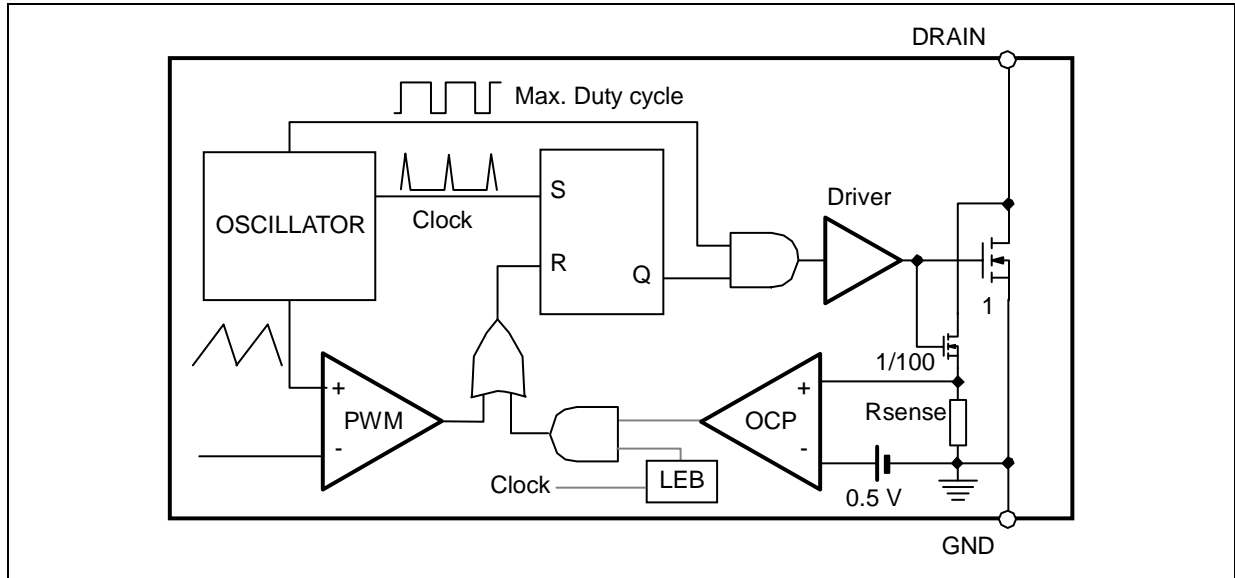 DRAIN
Max. Duty cycle
OSCILLATOR
Clock
S
R
Q
Driver
1
1/100
+
-
PWM
+
-
OCP
Rsense
LEB
Clock
0.5 V
GND